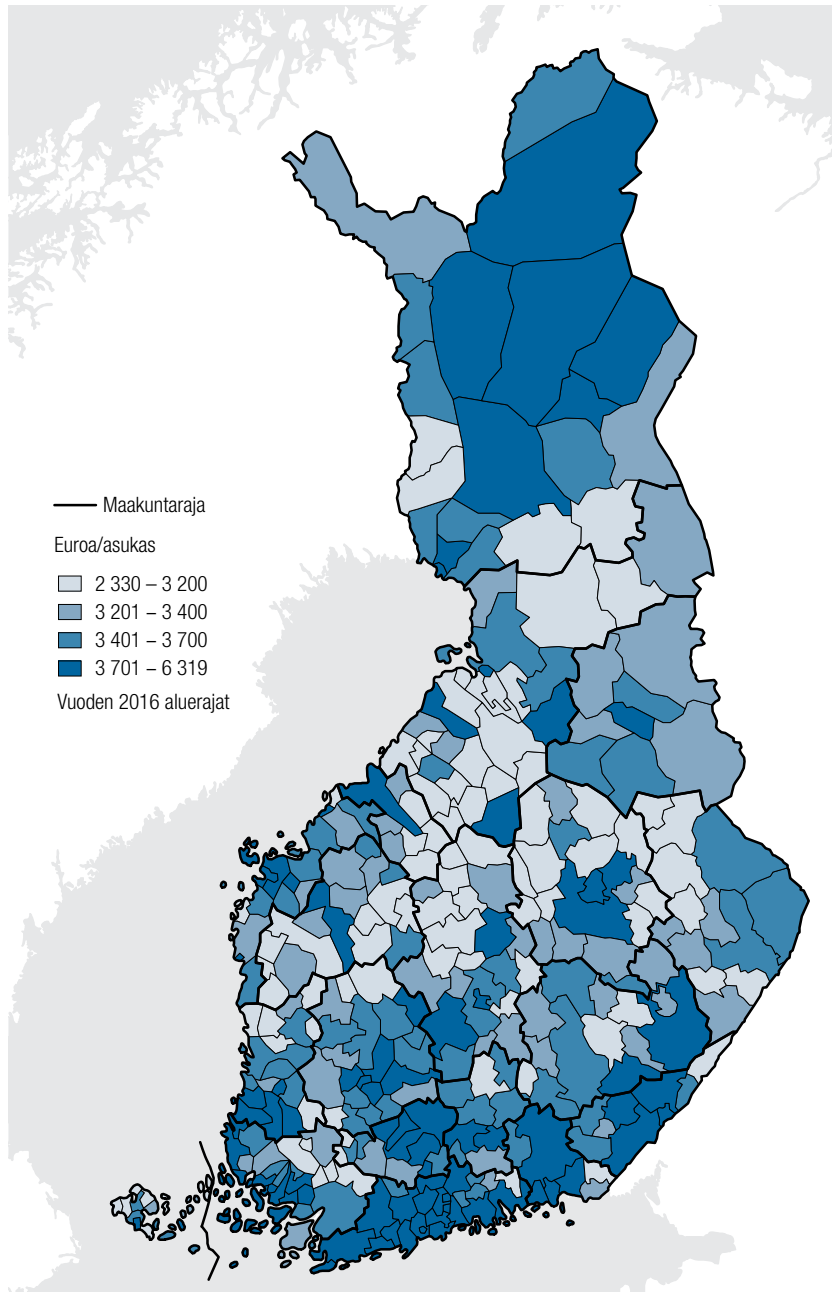 Maakuntaraja
Euroa/asukas
2 330 – 3 200
3 201 – 3 400
3 401 – 3 700
3 701 – 6 319
Vuoden 2016 aluerajat